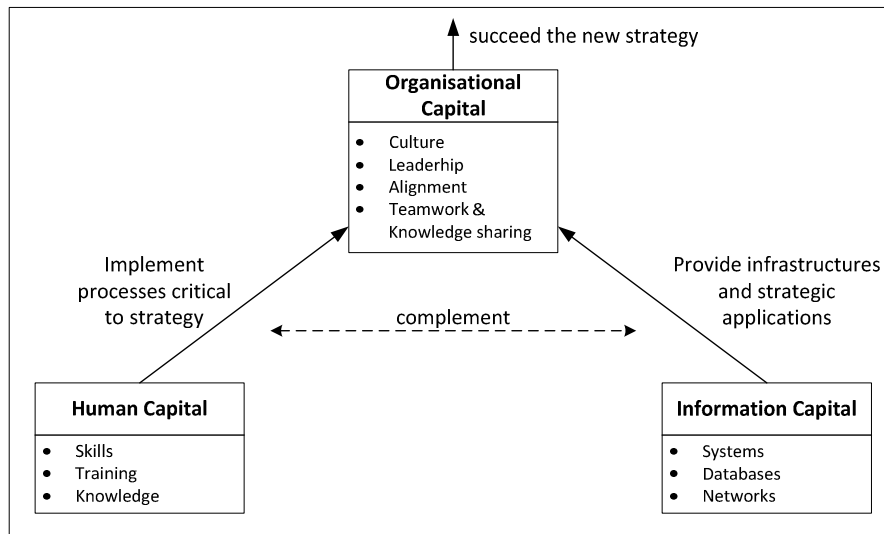 succeed the new strategy
Organisational
Capital
• Culture
• Leaderhip
• Alignment
• Teamwork &
Knowledge sharing
Implement
processes critical
to strategy
Provide infrastructures
and strategic
applications
complement
Human Capital
• Skills
• Training
• Knowledge
Information Capital
• Systems
• Databases
• Networks